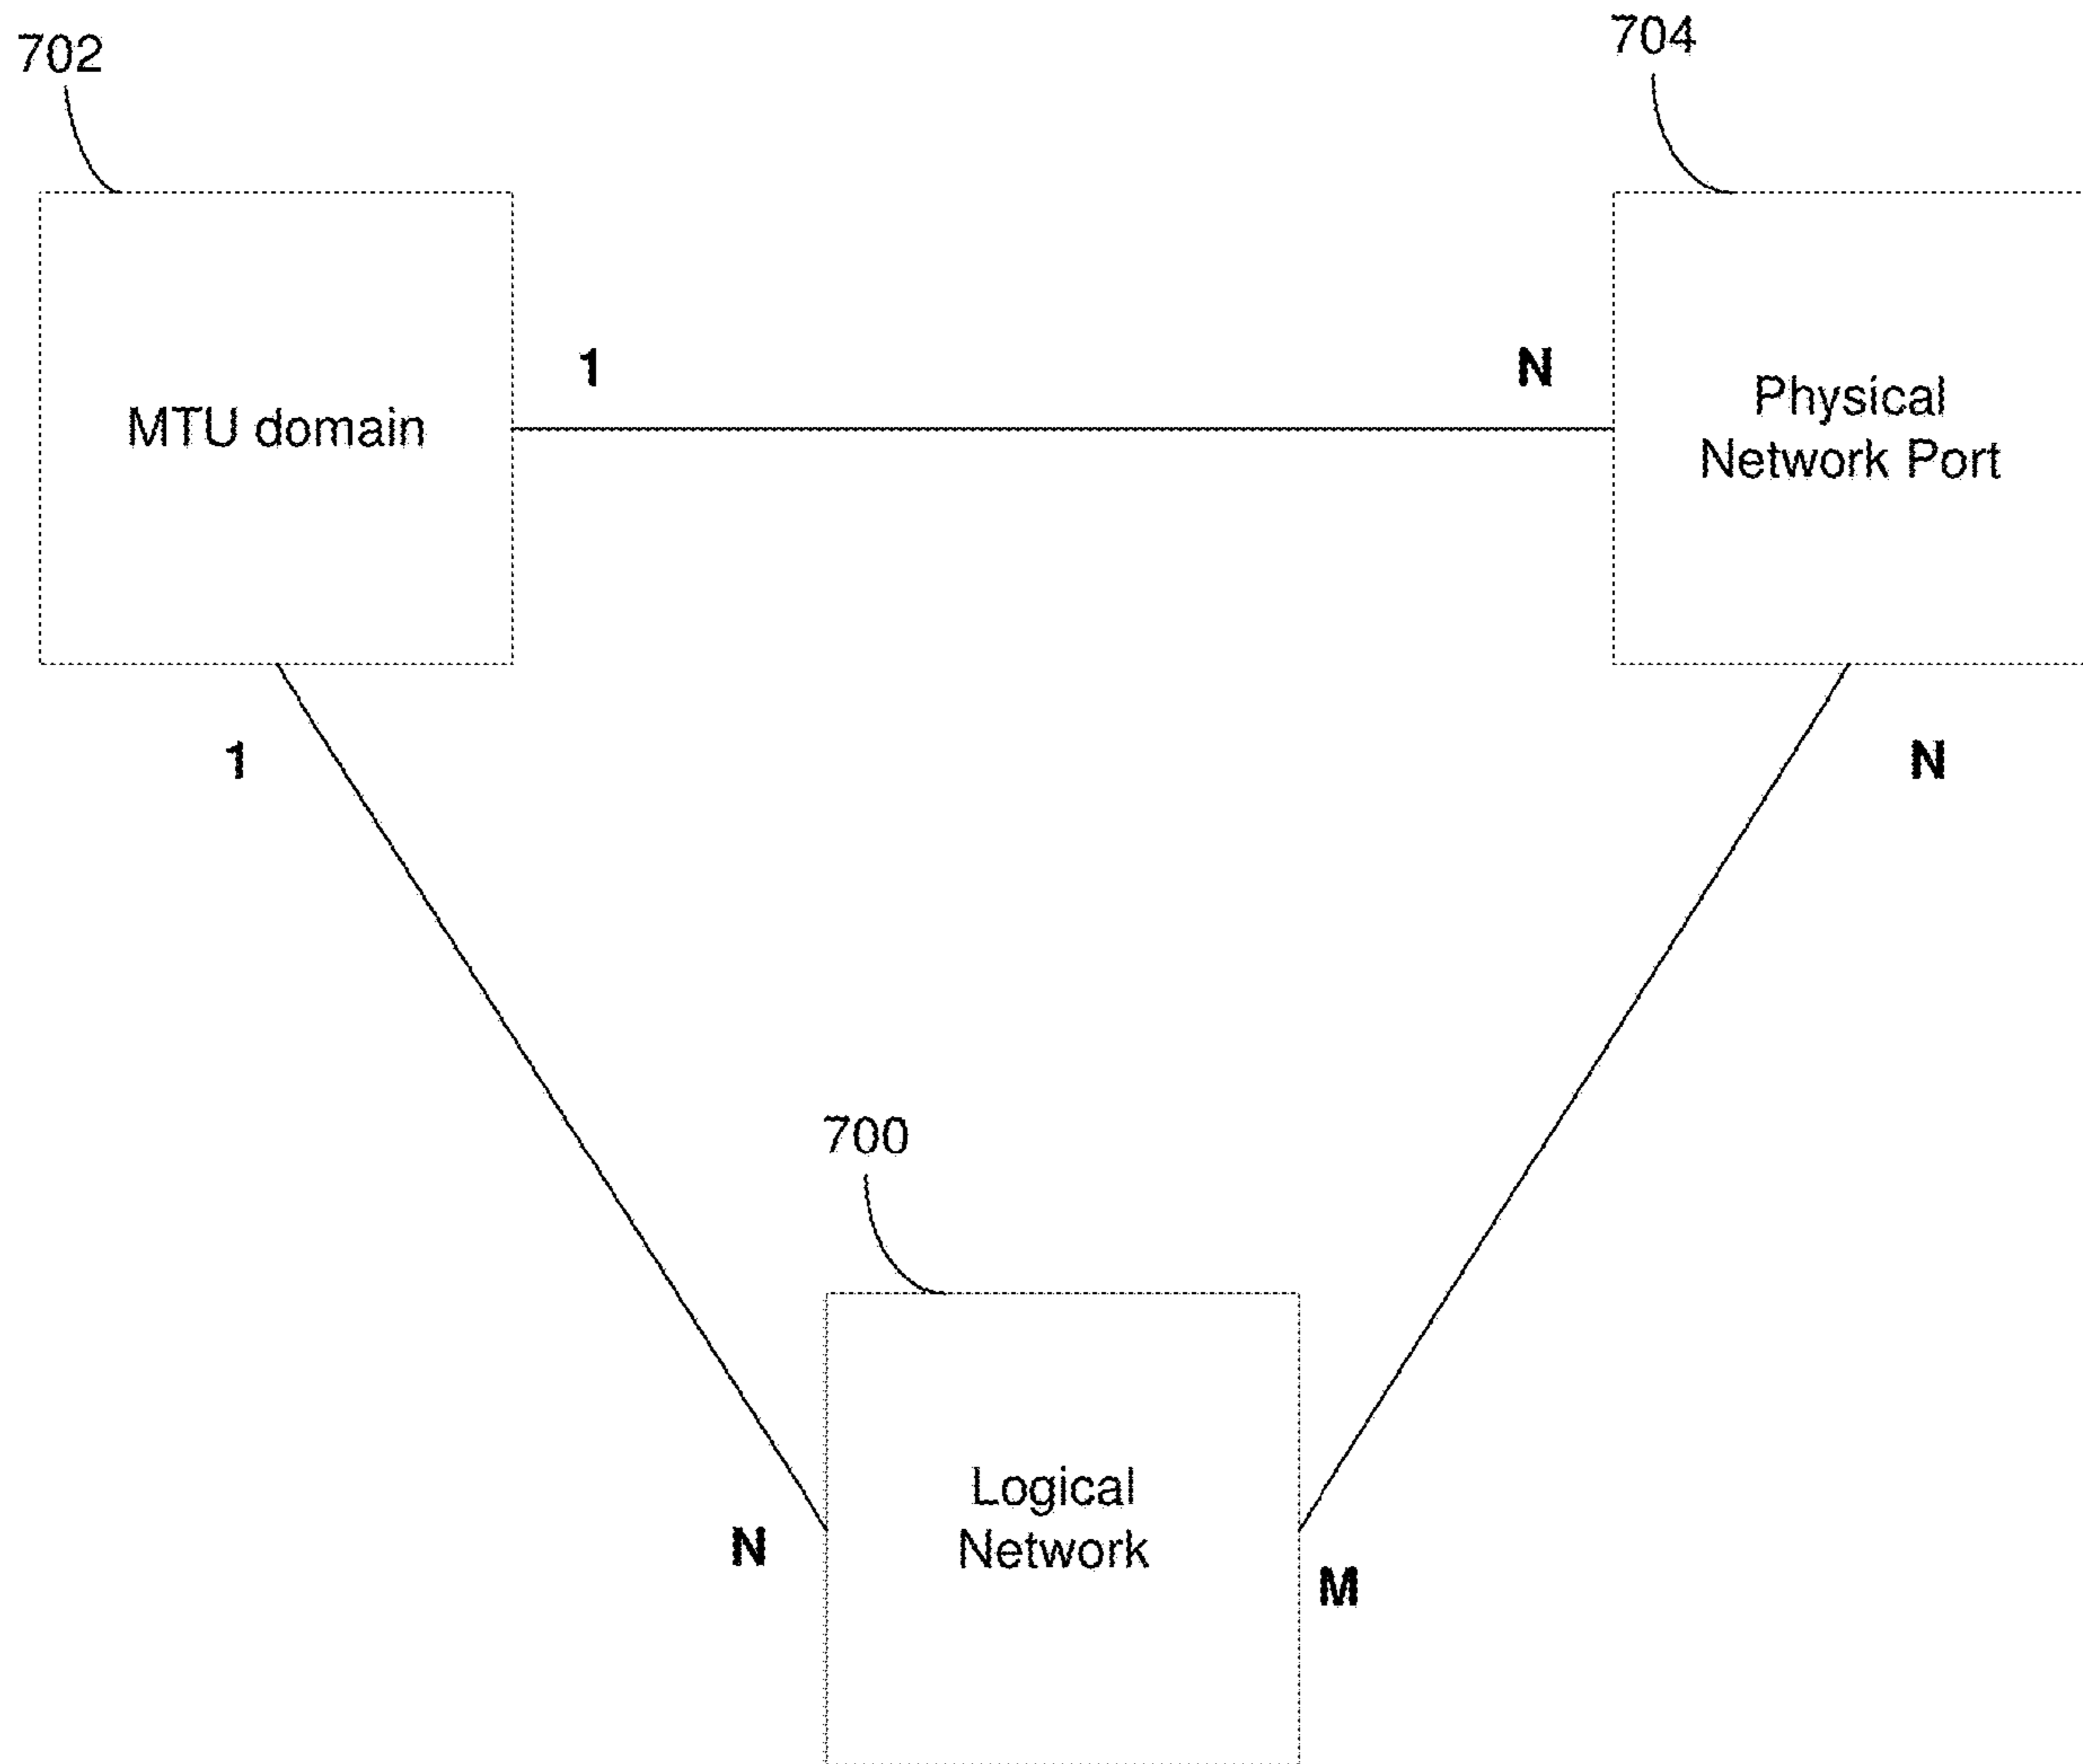 702
704
MTU domain
1
N
Physical
Network Port
1
N
700
Logical
Network
N
M